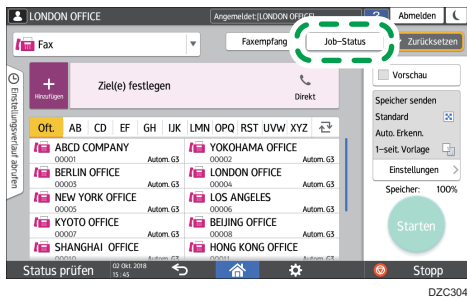 LONDON OFFICE
Angemeldet:[LONDON OFFICE]
?
Abmelden
Fax
Faxempfang
Job-Status
Zurücksetzen
Einstellungsverlauf abrufen
+
Hinzufügen
Ziel(e) festlegen
Direkt
Vorschau
Speicher senden
Standard
Auto. Erkenn.
1-seit. Vorlage
Einstellungen
Speicher: 100%
Starten
Oft. AB CD EF GH IJK LMN OPQ RST UVW XYZ
ABCD COMPANY
00001 Autom. G3
YOKOHAMA OFFICE
00002 Autom. G3
BERLIN OFFICE
00003 Autom. G3
LONDON OFFICE
00004 Autom. G3
NEW YORK OFFICE
00005 Autom. G3
LOS ANGELES
00006 Autom. G3
KYOTO OFFICE
00007 Autom. G3
BEIJING OFFICE
00008 Autom. G3
SHANGHAI OFFICE
HONG KONG OFFICE
Status prüfen
02 Okt. 2018
15:45
Stopp
DZC304